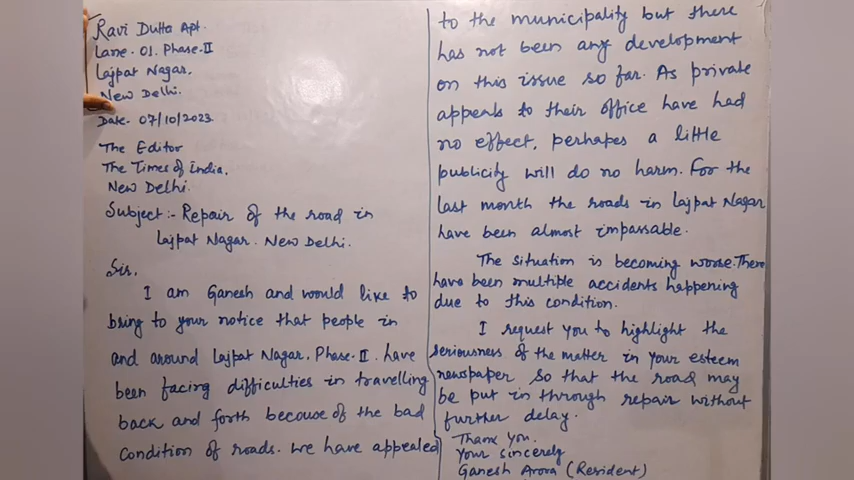 Ravi Dutta Apt.
Lane. 01. Phase-II
Lajpat Nagar.
New Delhi.
Date. 07/10/2023
The Editor
The Times of India.
New Delhi.
Subject:- Repair of the road in
Lajpat Nagar. New Delhi.
Sir.
I am Ganesh and would like to
bring to your notice that people in
and around Lajpat Nagar. Phase-II. have
been facing difficulties in travelling
back and forth because of the bad
condition of roads. We have appealed
to the municipality but there
has not been any development
on this issue so far. As private
appeals to their office have had
no effect, perhapes a little
publicity will do no harm. For the
last month the roads in Lajpat Nagar
have been almost impassable.
The situation is becoming worse. There
have been multiple accidents happening
due to this condition.
I request you to highlight the
seriousness of the matter in your esteem
newspaper so that the road may
be put in through repair without
further delay.
Thank you.
Your sincerely
Ganesh Arora (Resident)